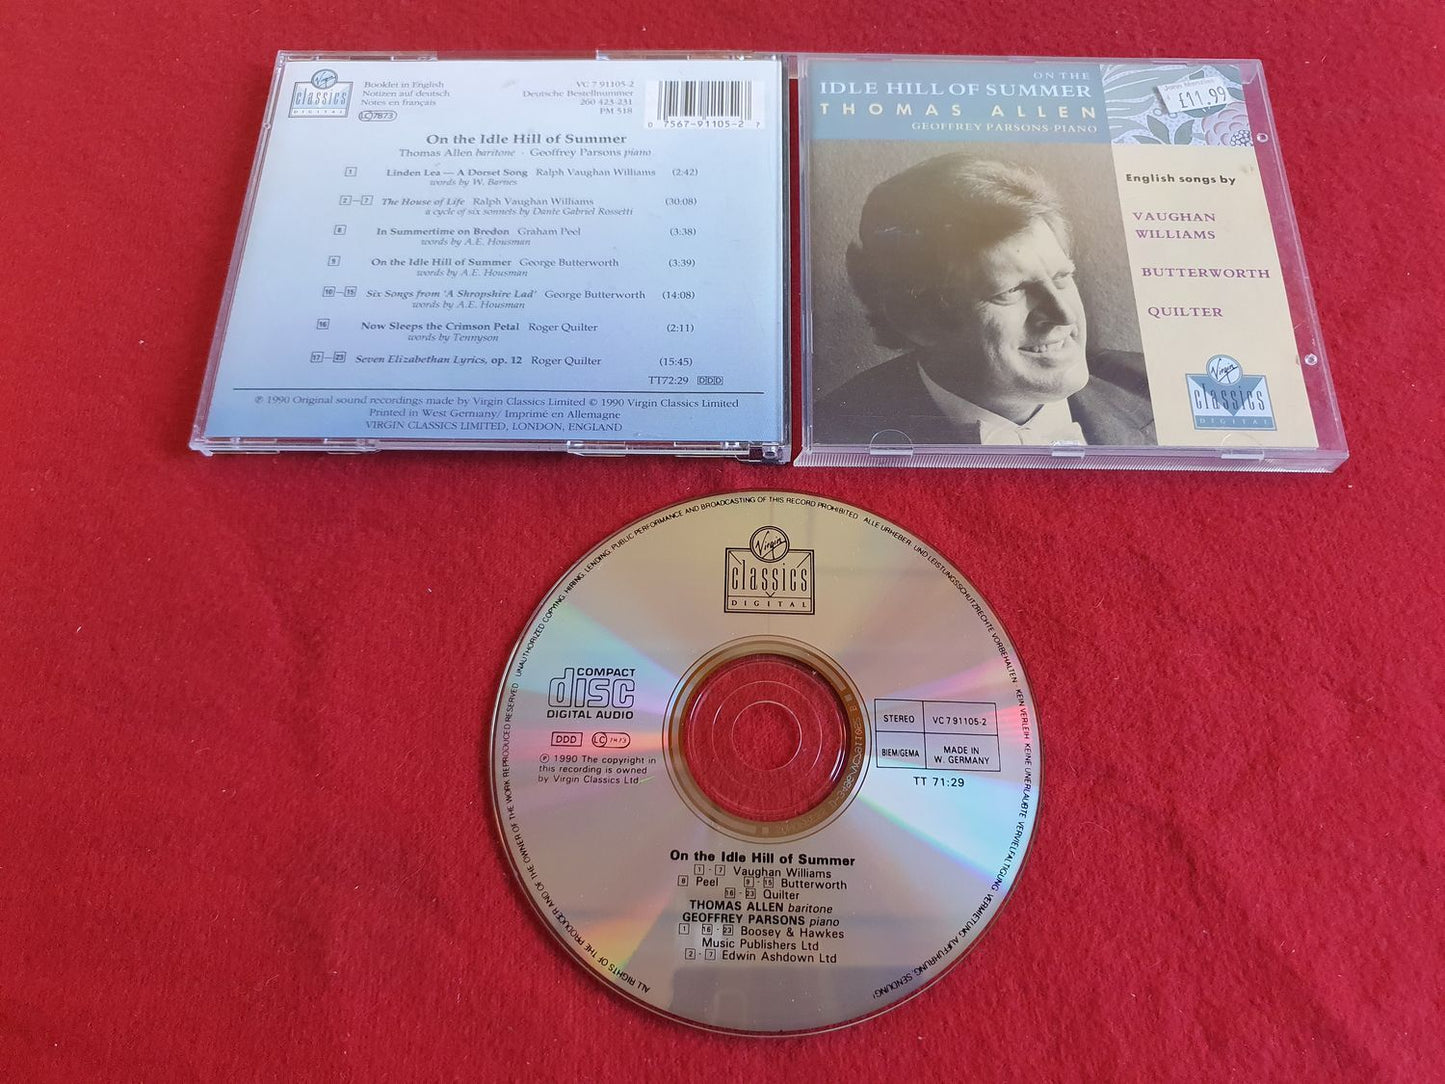 Virgin
classics
DIGITAL
Booklet in English
Notizen auf deutsch
Notes en français
LC 7873
VC 7 91105-2
Deutsche Bestellnummer
260 423-231
PM 518
0 7567-91105-2 7
On the Idle Hill of Summer
Thomas Allen baritone · Geoffrey Parsons piano
1 Linden Lea — A Dorset Song Ralph Vaughan Williams (2:42)
words by W. Barnes
2–7 The House of Life Ralph Vaughan Williams (30:08)
a cycle of six sonnets by Dante Gabriel Rossetti
8 In Summertime on Bredon Graham Peel (3:38)
words by A.E. Housman
9 On the Idle Hill of Summer George Butterworth (3:39)
words by A.E. Housman
10–15 Six Songs from 'A Shropshire Lad' George Butterworth (14:08)
words by A.E. Housman
16 Now Sleeps the Crimson Petal Roger Quilter (2:11)
words by Tennyson
17–23 Seven Elizabethan Lyrics, op. 12 Roger Quilter (15:45)
TT72:29 DDD
℗ 1990 Original sound recordings made by Virgin Classics Limited © 1990 Virgin Classics Limited
Printed in West Germany/ Imprimé en Allemagne
VIRGIN CLASSICS LIMITED, LONDON, ENGLAND
ON THE
IDLE HILL OF SUMMER
THOMAS ALLEN
GEOFFREY PARSONS PIANO
£11.99
English songs by
VAUGHAN
WILLIAMS
BUTTERWORTH
QUILTER
Virgin
classics
DIGITAL
UNAUTHORIZED COPYING, HIRING, LENDING, PUBLIC PERFORMANCE AND BROADCASTING OF THIS RECORD PROHIBITED
ALLE URHEBER- UND LEISTUNGSSCHUTZRECHTE VORBEHALTEN KEIN VERLEIH KEINE UNERLAUBTE VERVIELFÄLTIGUNG, VERMIETUNG, AUFFÜHRUNG, SENDUNG!
ALL RIGHTS OF THE PRODUCER AND OF THE OWNER OF THE WORK REPRODUCED RESERVED
Virgin
classics
DIGITAL
COMPACT
disc
DIGITAL AUDIO
DDD LC 7873
℗ 1990 The copyright in
this recording is owned
by Virgin Classics Ltd
STEREO VC 7 91105-2
BIEM/GEMA MADE IN
W. GERMANY
TT 71:29
On the Idle Hill of Summer
1 - 7 Vaughan Williams
8 Peel 9 - 15 Butterworth
16 - 23 Quilter
THOMAS ALLEN baritone
GEOFFREY PARSONS piano
1 16 - 23 Boosey & Hawkes
Music Publishers Ltd
2 - 7 Edwin Ashdown Ltd